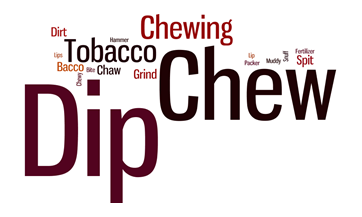 Dirt
Hammer
Chewing
Lips
Tobacco
Bacco
Chewy
Bite
Chaw
Grind
Lip
Packer
Muddy
Snuff
Fertilizer
Spit
Dip
Chew